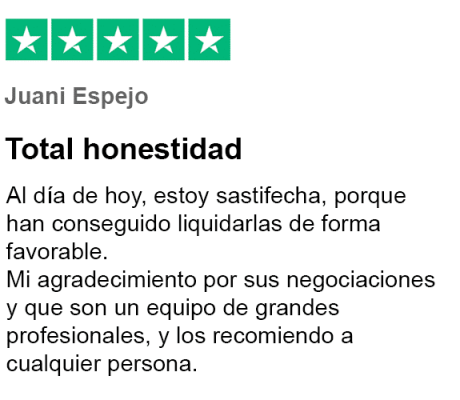 Juani Espejo
Total honestidad
Al día de hoy, estoy sastifecha, porque
han conseguido liquidarlas de forma
favorable.
Mi agradecimiento por sus negociaciones
y que son un equipo de grandes
profesionales, y los recomiendo a
cualquier persona.